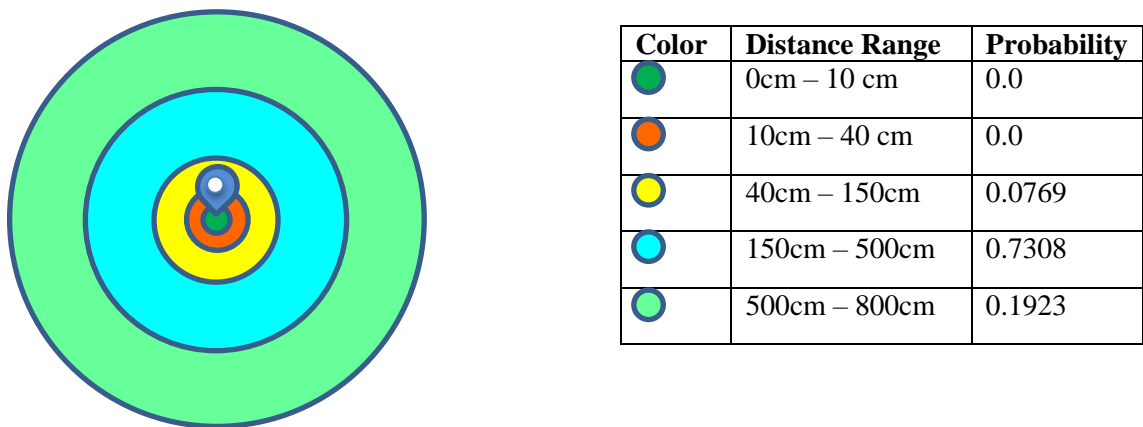 Color Distance Range Probability
0cm – 10 cm 0.0
10cm – 40 cm 0.0
40cm – 150cm 0.0769
150cm – 500cm 0.7308
500cm – 800cm 0.1923